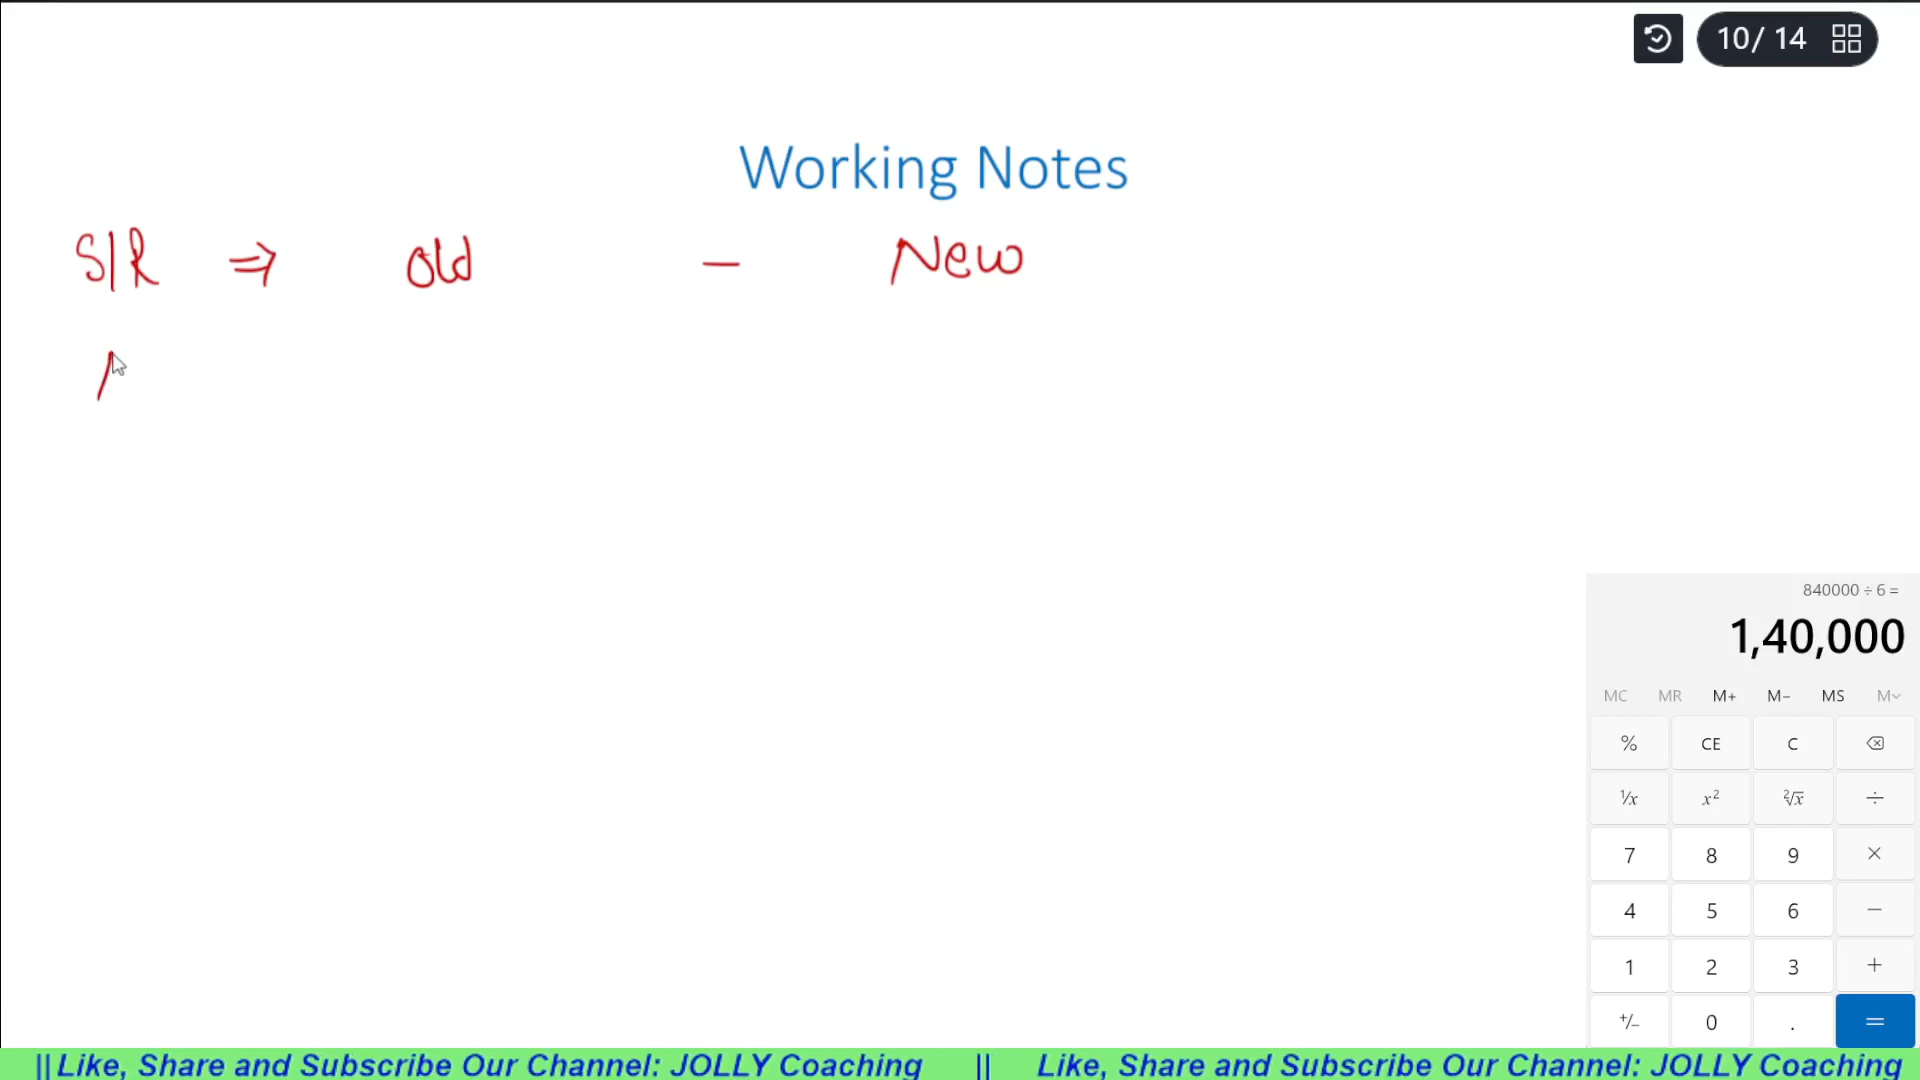 10/ 14
Working Notes
S/R ⇒ Old - New
840000 ÷ 6 =
1,40,000
MC MR M+ M- MS M˅
% CE C
¹/x x² ²√x ÷
7 8 9 ×
4 5 6 −
1 2 3 +
+/− 0 . =
|| Like, Share and Subscribe Our Channel: JOLLY Coaching || Like, Share and Subscribe Our Channel: JOLLY Coaching